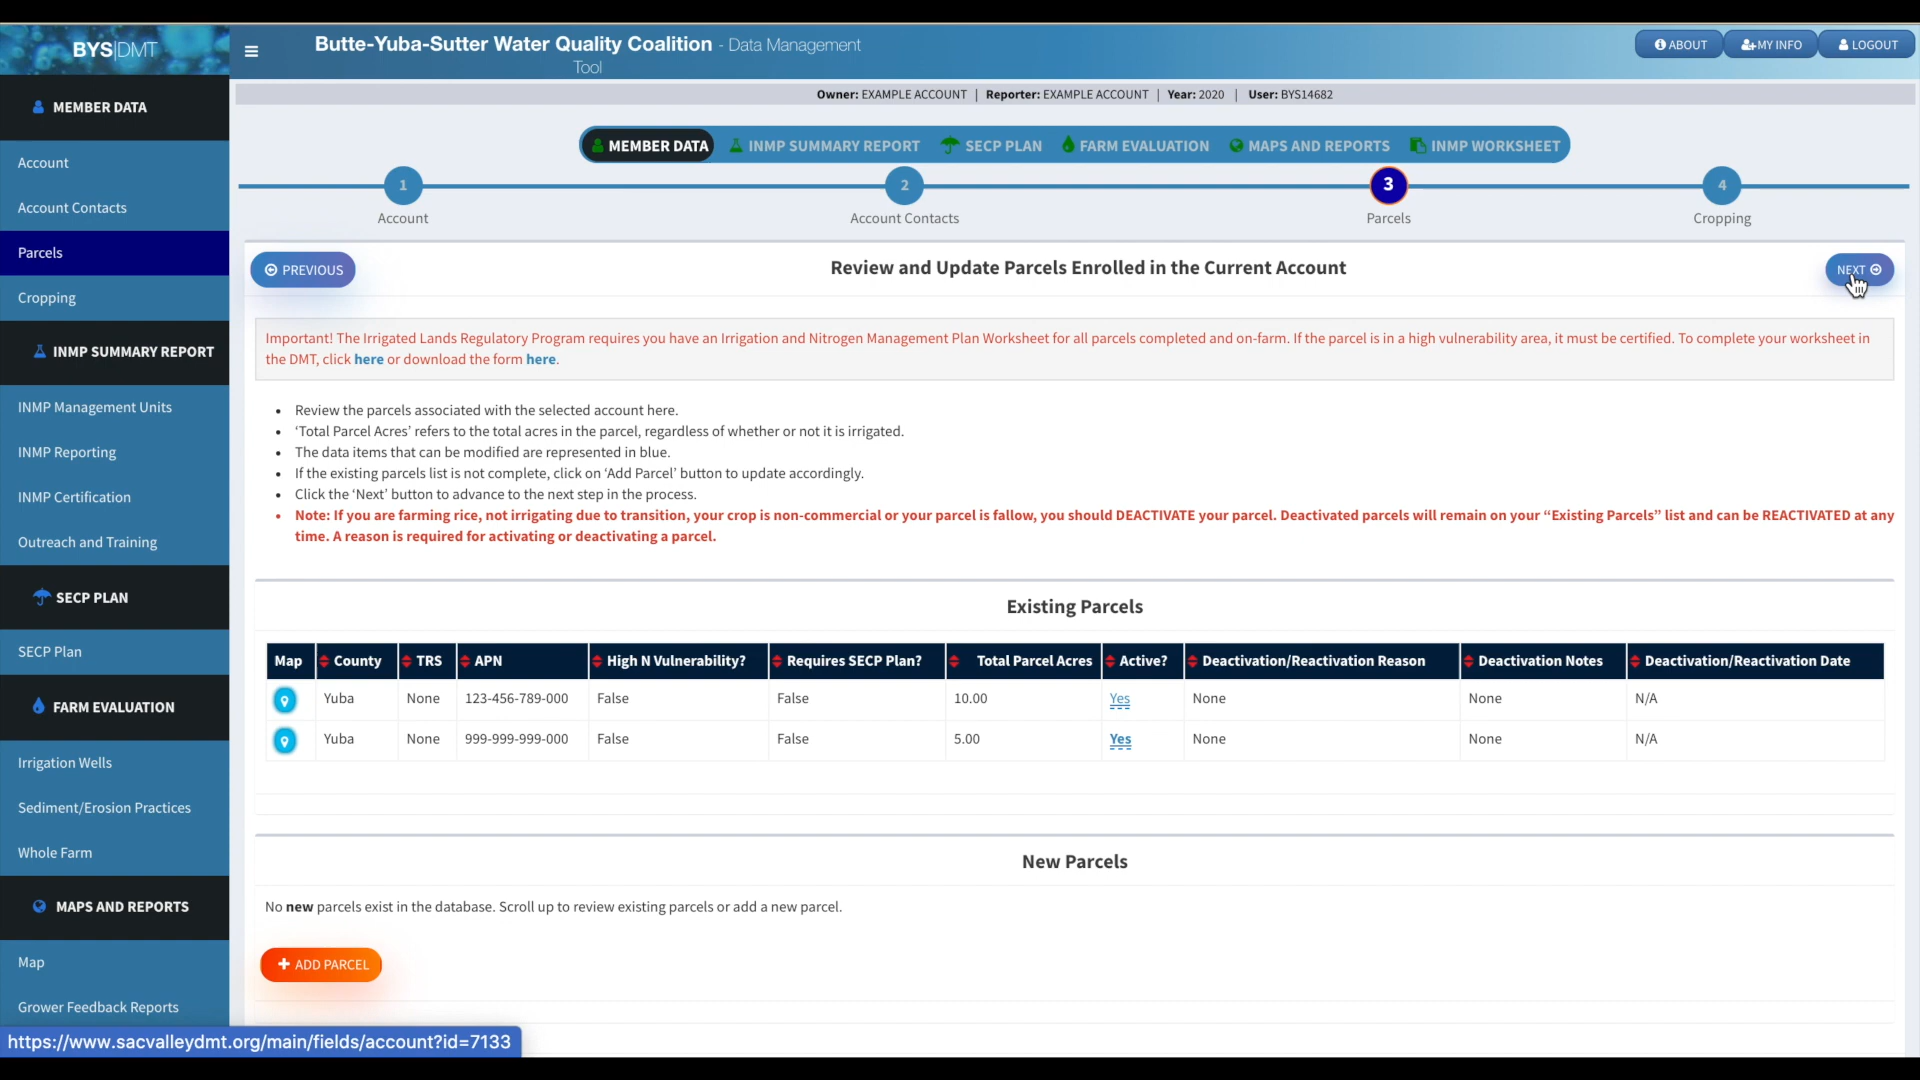 BYS|DMT
Butte-Yuba-Sutter Water Quality Coalition - Data Management
Tool
ABOUT
MY INFO
LOGOUT
Owner: EXAMPLE ACCOUNT | Reporter: EXAMPLE ACCOUNT | Year: 2020 | User: BYS14682
MEMBER DATA
Account
Account Contacts
Parcels
Cropping
INMP SUMMARY REPORT
INMP Management Units
INMP Reporting
INMP Certification
Outreach and Training
SECP PLAN
SECP Plan
FARM EVALUATION
Irrigation Wells
Sediment/Erosion Practices
Whole Farm
MAPS AND REPORTS
Map
Grower Feedback Reports
MEMBER DATA INMP SUMMARY REPORT SECP PLAN FARM EVALUATION MAPS AND REPORTS INMP WORKSHEET
1 2 3 4
Account Account Contacts Parcels Cropping
PREVIOUS
Review and Update Parcels Enrolled in the Current Account
NEXT
Important! The Irrigated Lands Regulatory Program requires you have an Irrigation and Nitrogen Management Plan Worksheet for all parcels completed and on-farm. If the parcel is in a high vulnerability area, it must be certified. To complete your worksheet in
the DMT, click here or download the form here.
• Review the parcels associated with the selected account here.
• ‘Total Parcel Acres’ refers to the total acres in the parcel, regardless of whether or not it is irrigated.
• The data items that can be modified are represented in blue.
• If the existing parcels list is not complete, click on ‘Add Parcel’ button to update accordingly.
• Click the ‘Next’ button to advance to the next step in the process.
• Note: If you are farming rice, not irrigating due to transition, your crop is non-commercial or your parcel is fallow, you should DEACTIVATE your parcel. Deactivated parcels will remain on your “Existing Parcels” list and can be REACTIVATED at any
time. A reason is required for activating or deactivating a parcel.
Existing Parcels
Map County TRS APN High N Vulnerability? Requires SECP Plan? Total Parcel Acres Active? Deactivation/Reactivation Reason Deactivation Notes Deactivation/Reactivation Date
Yuba None 123-456-789-000 False False 10.00 Yes None None N/A
Yuba None 999-999-999-000 False False 5.00 Yes None None N/A
New Parcels
No new parcels exist in the database. Scroll up to review existing parcels or add a new parcel.
+ ADD PARCEL
https://www.sacvalleydmt.org/main/fields/account?id=7133